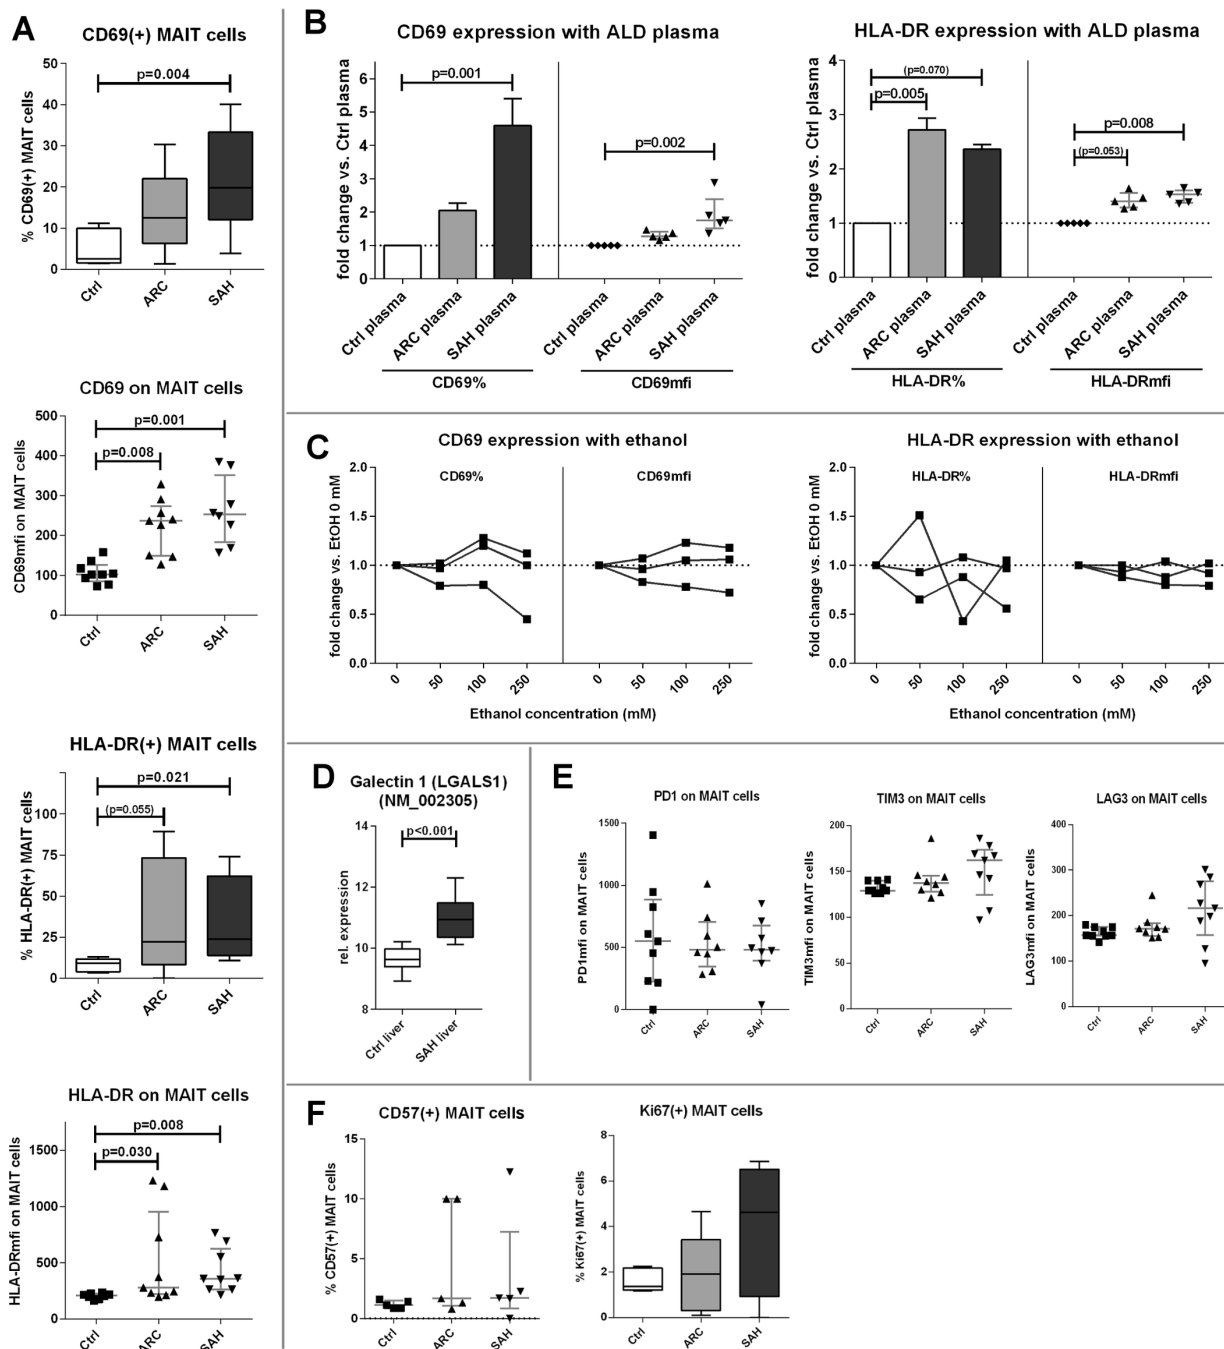 A
CD69(+) MAIT cells
p=0.004
% CD69(+) MAIT cells
50
40
30
20
10
0
Ctrl
ARC
SAH
CD69 on MAIT cells
p=0.001
p=0.008
CD69mfi on MAIT cells
500
400
300
200
100
0
Ctrl
ARC
SAH
HLA-DR(+) MAIT cells
p=0.021
(p=0.055)
% HLA-DR(+) MAIT cells
100
75
50
25
0
Ctrl
ARC
SAH
HLA-DR on MAIT cells
p=0.008
p=0.030
HLA-DRmfi on MAIT cells
1500
1000
500
0
Ctrl
ARC
SAH
B
CD69 expression with ALD plasma
p=0.001
p=0.002
fold change vs. Ctrl plasma
6
5
4
3
2
1
0
Ctrl plasma
ARC plasma
SAH plasma
Ctrl plasma
ARC plasma
SAH plasma
CD69%
CD69mfi
HLA-DR expression with ALD plasma
(p=0.070)
p=0.005
p=0.008
(p=0.053)
fold change vs. Ctrl plasma
4
3
2
1
0
Ctrl plasma
ARC plasma
SAH plasma
Ctrl plasma
ARC plasma
SAH plasma
HLA-DR%
HLA-DRmfi
C
CD69 expression with ethanol
CD69%
CD69mfi
fold change vs. EtOH 0 mM
2.0
1.5
1.0
0.5
0.0
0
50
100
250
0
50
100
250
Ethanol concentration (mM)
HLA-DR expression with ethanol
HLA-DR%
HLA-DRmfi
fold change vs. EtOH 0 mM
2.0
1.5
1.0
0.5
0.0
0
50
100
250
0
50
100
250
Ethanol concentration (mM)
D
Galectin 1 (LGALS1)
(NM_002305)
p<0.001
rel. expression
14
12
10
8
Ctrl liver
SAH liver
E
PD1 on MAIT cells
PD1mfi on MAIT cells
1500
1000
500
0
Ctrl
ARC
SAH
TIM3 on MAIT cells
TIM3mfi on MAIT cells
200
150
100
50
0
Ctrl
ARC
SAH
LAG3 on MAIT cells
LAG3mfi on MAIT cells
400
300
200
100
0
Ctrl
ARC
SAH
F
CD57(+) MAIT cells
% CD57(+) MAIT cells
15
10
5
0
Ctrl
ARC
SAH
Ki67(+) MAIT cells
% Ki67(+) MAIT cells
8
6
4
2
0
Ctrl
ARC
SAH